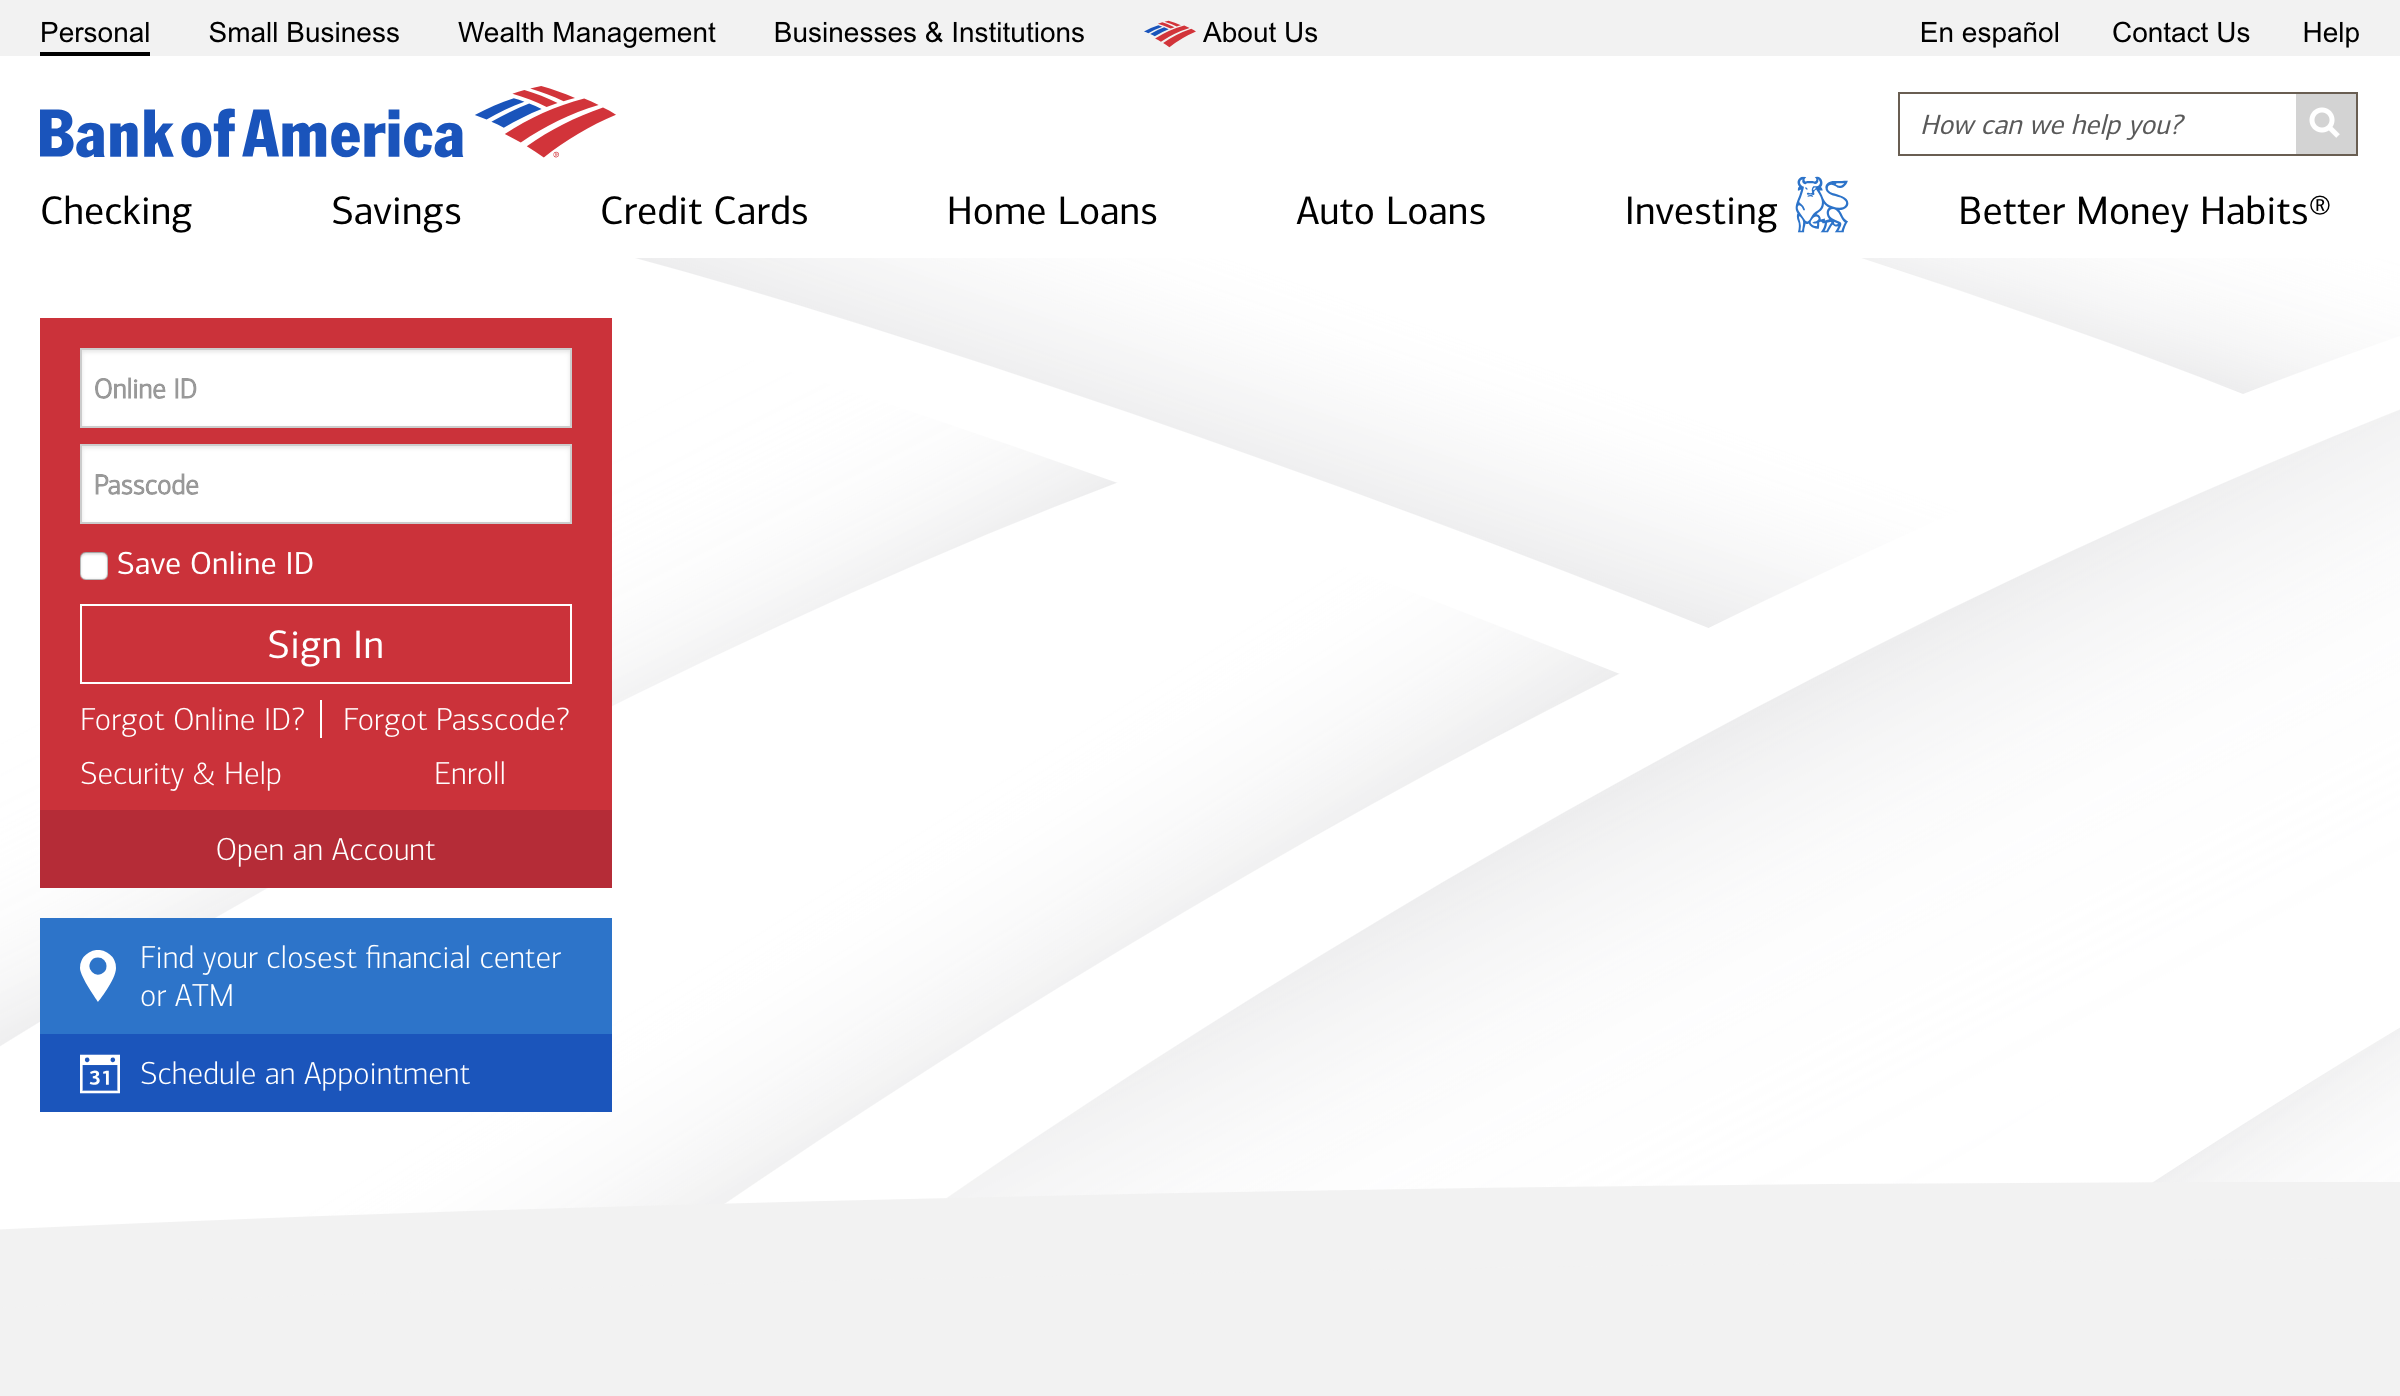 Personal Small Business Wealth Management Businesses & Institutions About Us En español Contact Us Help
Bank of America
How can we help you?
Checking Savings Credit Cards Home Loans Auto Loans Investing Better Money Habits®
Online ID
Passcode
Save Online ID
Sign In
Forgot Online ID? Forgot Passcode?
Security & Help Enroll
Open an Account
Find your closest financial center
or ATM
31 Schedule an Appointment